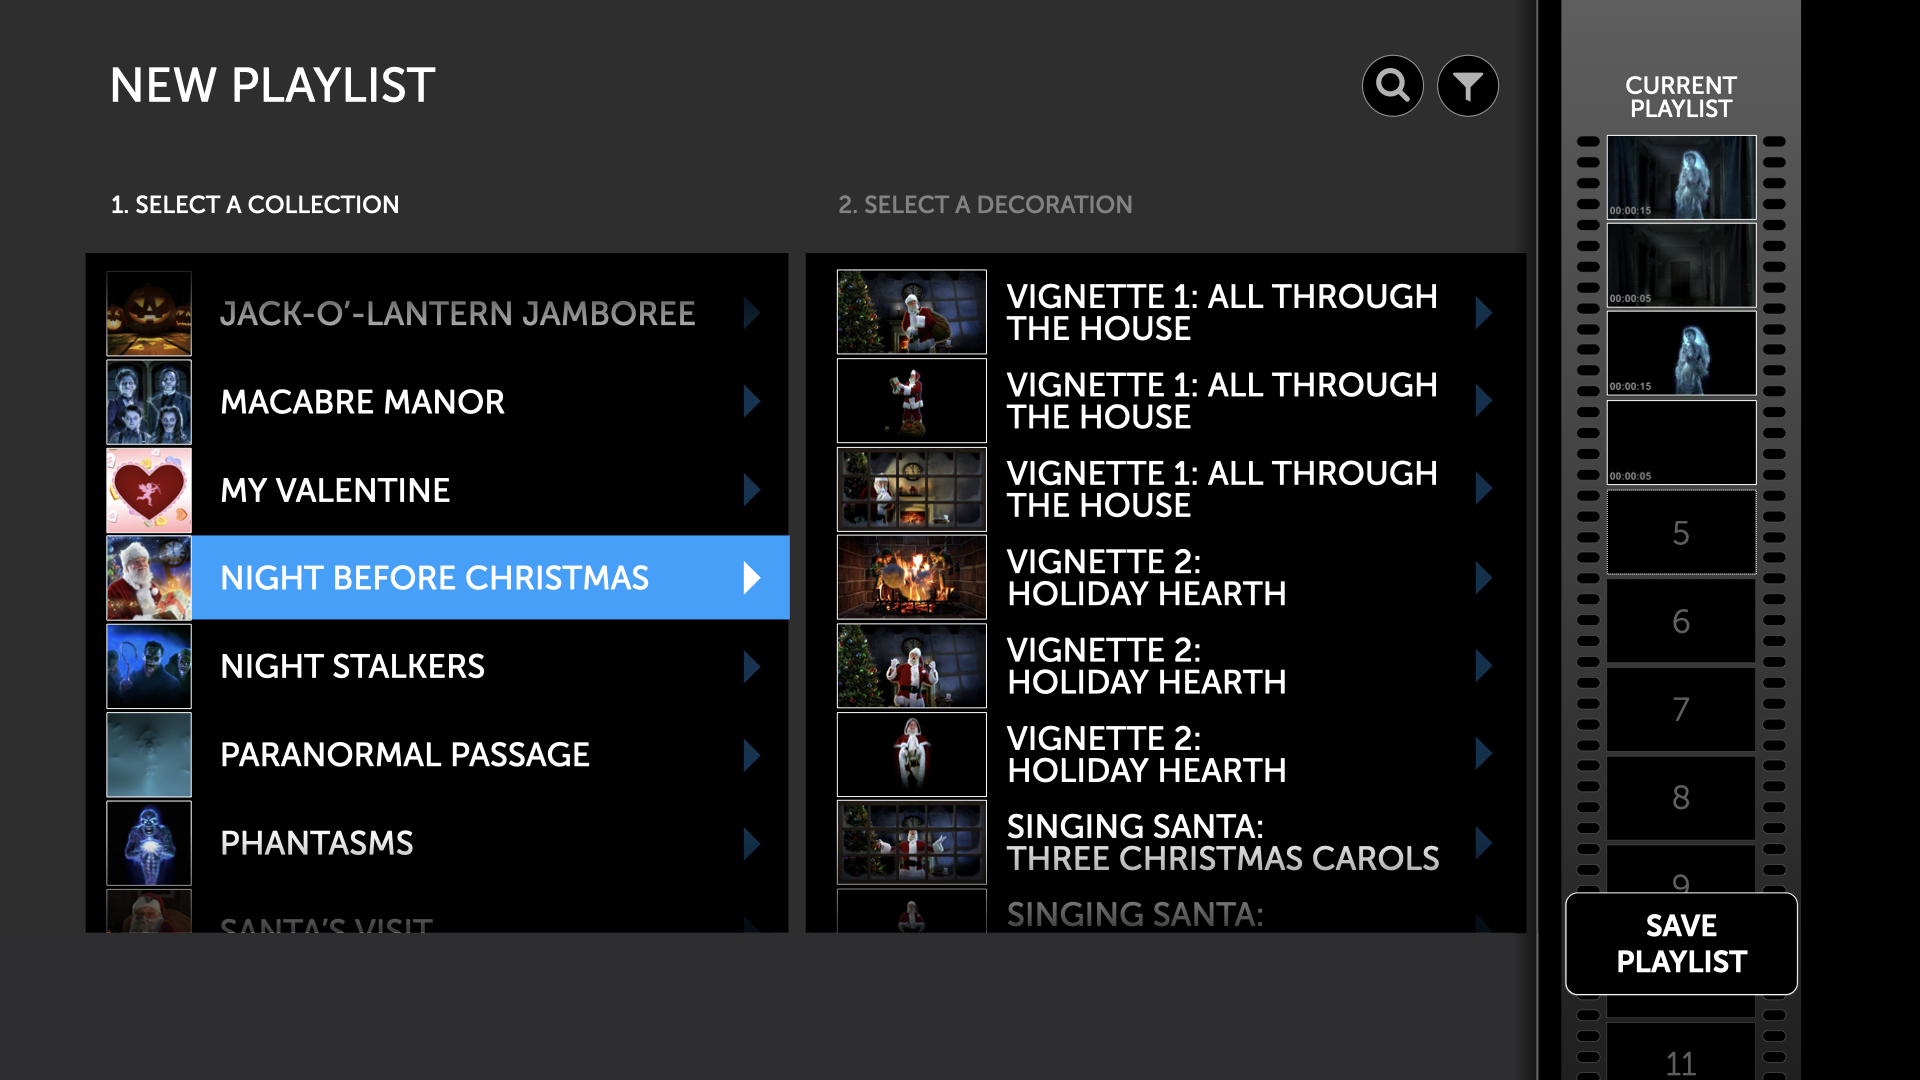 NEW PLAYLIST
1. SELECT A COLLECTION
JACK-O’-LANTERN JAMBOREE
MACABRE MANOR
MY VALENTINE
NIGHT BEFORE CHRISTMAS
NIGHT STALKERS
PARANORMAL PASSAGE
PHANTASMS
SANTA’S VISIT
2. SELECT A DECORATION
VIGNETTE 1: ALL THROUGH
THE HOUSE
VIGNETTE 1: ALL THROUGH
THE HOUSE
VIGNETTE 1: ALL THROUGH
THE HOUSE
VIGNETTE 2:
HOLIDAY HEARTH
VIGNETTE 2:
HOLIDAY HEARTH
VIGNETTE 2:
HOLIDAY HEARTH
SINGING SANTA:
THREE CHRISTMAS CAROLS
SINGING SANTA:
CURRENT
PLAYLIST
00:00:15
00:00:05
00:00:15
00:00:05
5
6
7
8
9
SAVE
PLAYLIST
11